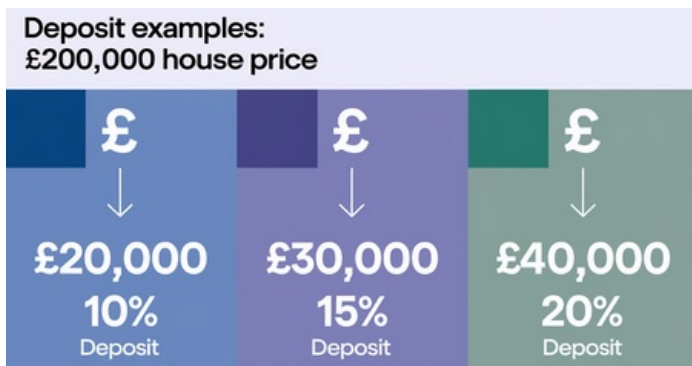 Deposit examples:
£200,000 house price
£
£
£
£20,000
10%
Deposit
£30,000
15%
Deposit
£40,000
20%
Deposit